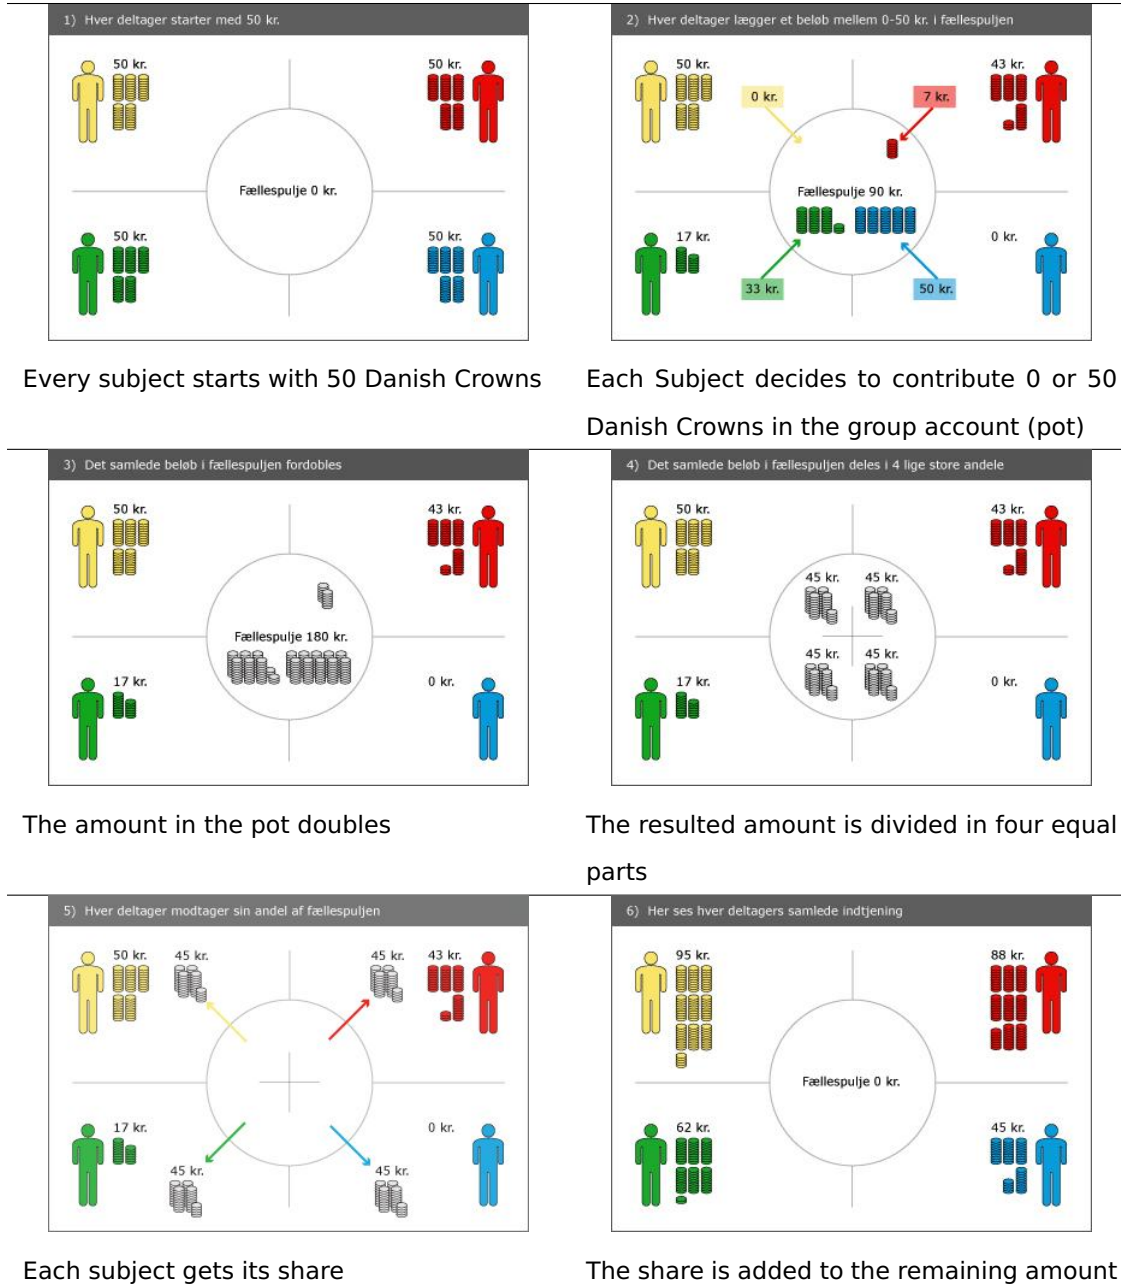 1) Hver deltager starter med 50 kr.
50 kr.
50 kr.
Fællespulje 0 kr.
50 kr.
50 kr.
Every subject starts with 50 Danish Crowns
2) Hver deltager lægger et beløb mellem 0-50 kr. i fællespuljen
50 kr.
43 kr.
0 kr.
7 kr.
Fællespulje 90 kr.
17 kr.
0 kr.
33 kr.
50 kr.
Each Subject decides to contribute 0 or 50
Danish Crowns in the group account (pot)
3) Det samlede beløb i fællespuljen fordobles
50 kr.
43 kr.
Fællespulje 180 kr.
17 kr.
0 kr.
The amount in the pot doubles
4) Det samlede beløb i fællespuljen deles i 4 lige store andele
50 kr.
43 kr.
45 kr.
45 kr.
45 kr.
45 kr.
17 kr.
0 kr.
The resulted amount is divided in four equal
parts
5) Hver deltager modtager sin andel af fællespuljen
50 kr.
45 kr.
45 kr.
43 kr.
17 kr.
0 kr.
45 kr.
45 kr.
Each subject gets its share
6) Her ses hver deltagers samlede indtjening
95 kr.
88 kr.
Fællespulje 0 kr.
62 kr.
45 kr.
The share is added to the remaining amount